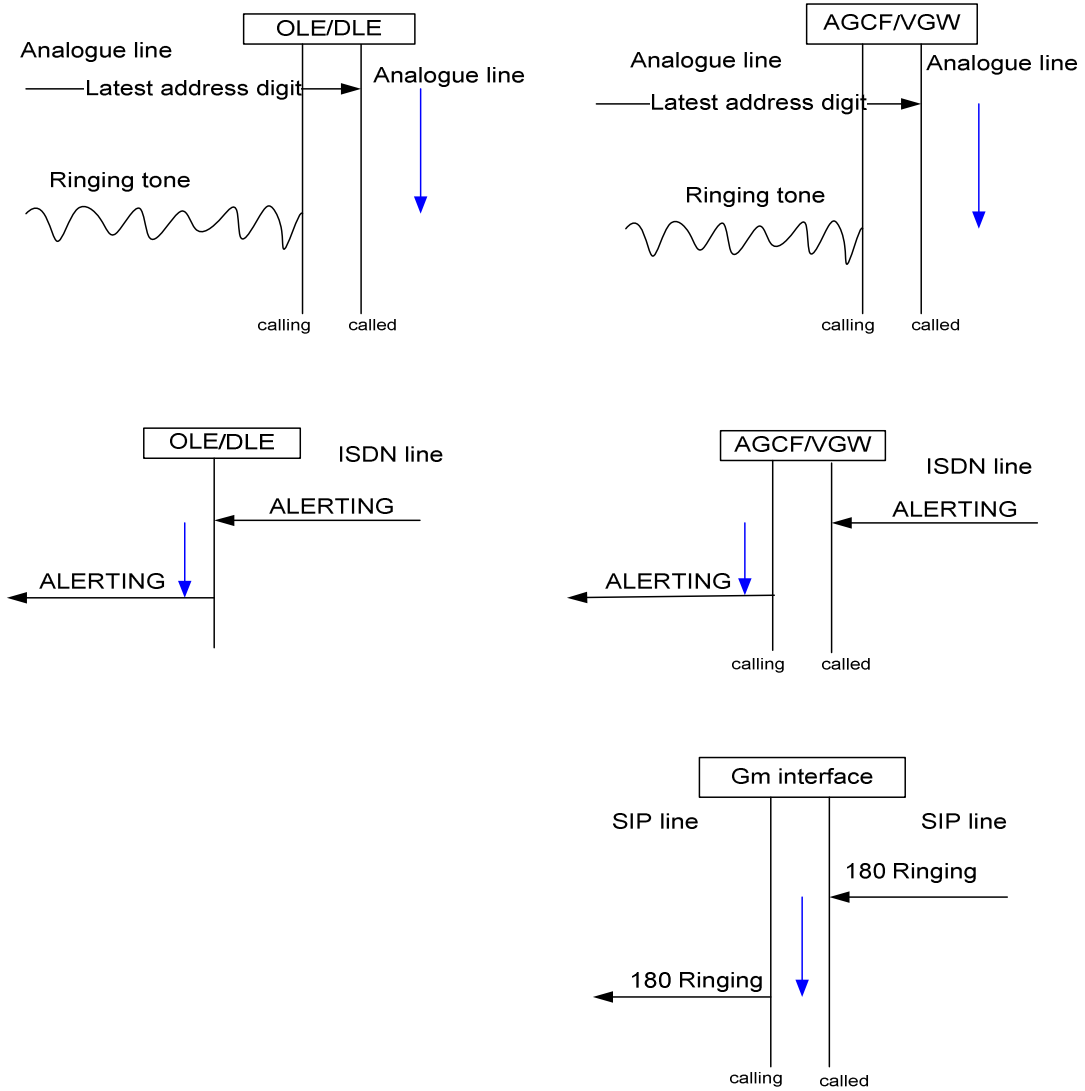 OLE/DLE
Analogue line
Analogue line
Latest address digit
Ringing tone
calling called
AGCF/VGW
Analogue line
Analogue line
Latest address digit
Ringing tone
calling called
OLE/DLE
ISDN line
ALERTING
ALERTING
AGCF/VGW
ISDN line
ALERTING
ALERTING
calling called
Gm interface
SIP line SIP line
180 Ringing
180 Ringing
calling called